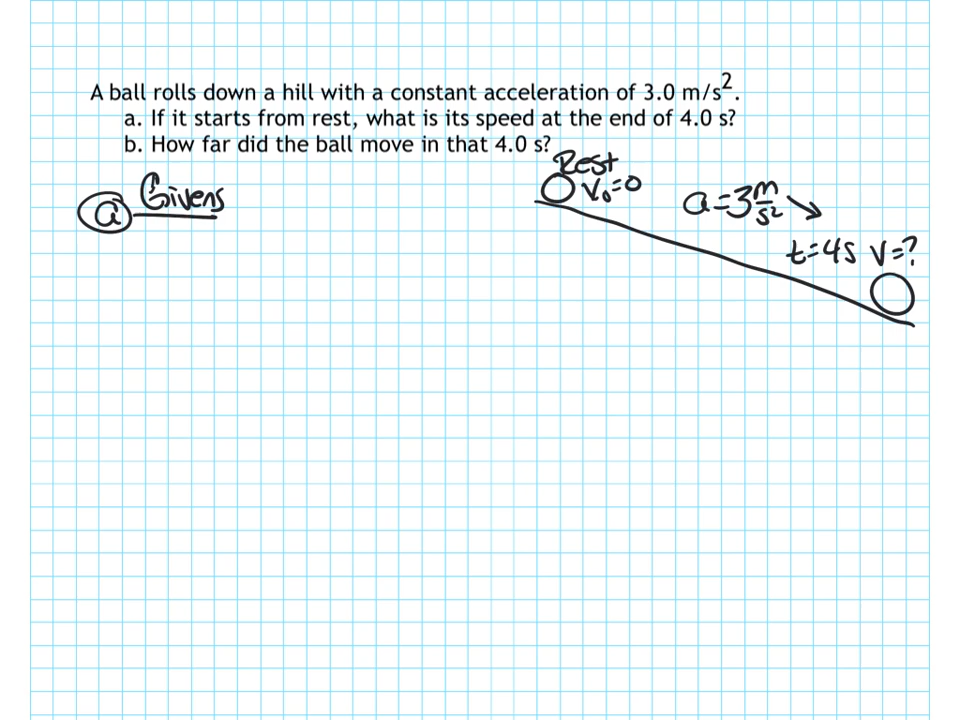 A ball rolls down a hill with a constant acceleration of 3.0 m/s².
a. If it starts from rest, what is its speed at the end of 4.0 s?
b. How far did the ball move in that 4.0 s?
Rest
ⓐ Givens
V₀=0
a=3 m/s² ↘
t=4s V=?